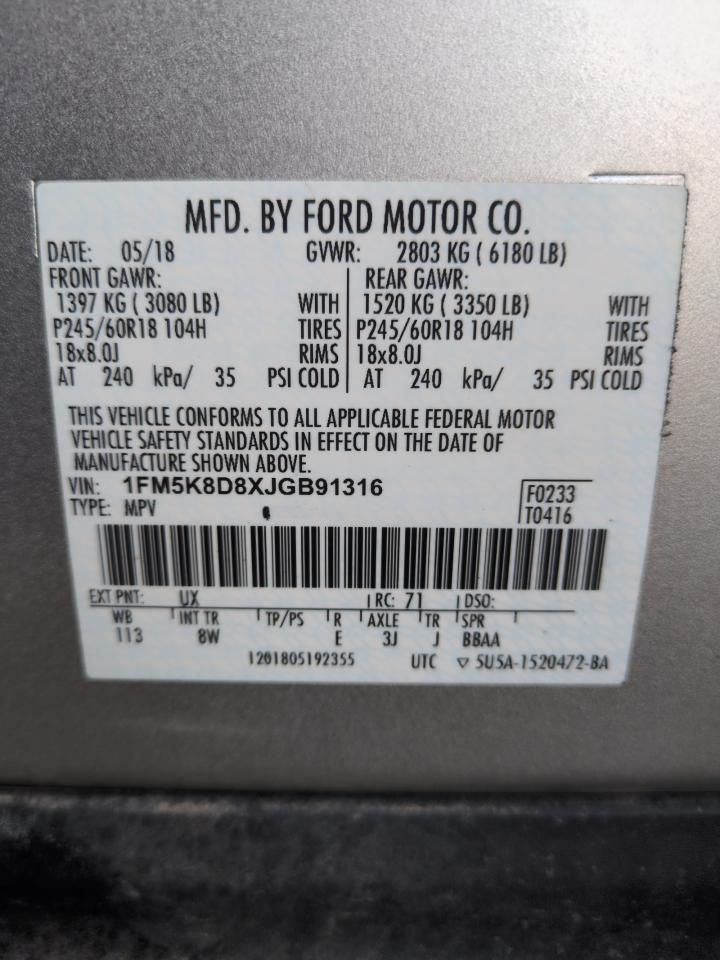 MFD. BY FORD MOTOR CO.
DATE: 05/18 GVWR: 2803 KG ( 6180 LB)
FRONT GAWR: REAR GAWR:
1397 KG ( 3080 LB) WITH 1520 KG ( 3350 LB) WITH
P245/60R18 104H TIRES P245/60R18 104H TIRES
18x8.0J RIMS 18x8.0J RIMS
AT 240 kPa/ 35 PSI COLD AT 240 kPa/ 35 PSI COLD
THIS VEHICLE CONFORMS TO ALL APPLICABLE FEDERAL MOTOR
VEHICLE SAFETY STANDARDS IN EFFECT ON THE DATE OF
MANUFACTURE SHOWN ABOVE.
VIN: 1FM5K8D8XJGB91316 F0233
TYPE: MPV T0416
EXT PNT: UX RC: 71 DSO:
WB INT TR TP/PS R AXLE TR SPR
113 8W E 3J J BBAA
1201805192355 UTC ▽ 5U5A-1520472-BA